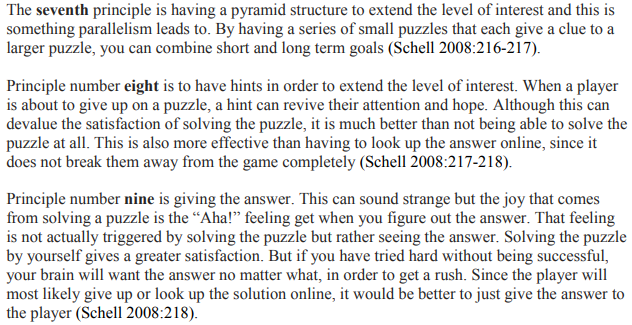 The seventh principle is having a pyramid structure to extend the level of interest and this is
something parallelism leads to. By having a series of small puzzles that each give a clue to a
larger puzzle, you can combine short and long term goals (Schell 2008:216-217).
Principle number eight is to have hints in order to extend the level of interest. When a player
is about to give up on a puzzle, a hint can revive their attention and hope. Although this can
devalue the satisfaction of solving the puzzle, it is much better than not being able to solve the
puzzle at all. This is also more effective than having to look up the answer online, since it
does not break them away from the game completely (Schell 2008:217-218).
Principle number nine is giving the answer. This can sound strange but the joy that comes
from solving a puzzle is the “Aha!” feeling get when you figure out the answer. That feeling
is not actually triggered by solving the puzzle but rather seeing the answer. Solving the puzzle
by yourself gives a greater satisfaction. But if you have tried hard without being successful,
your brain will want the answer no matter what, in order to get a rush. Since the player will
most likely give up or look up the solution online, it would be better to just give the answer to
the player (Schell 2008:218).